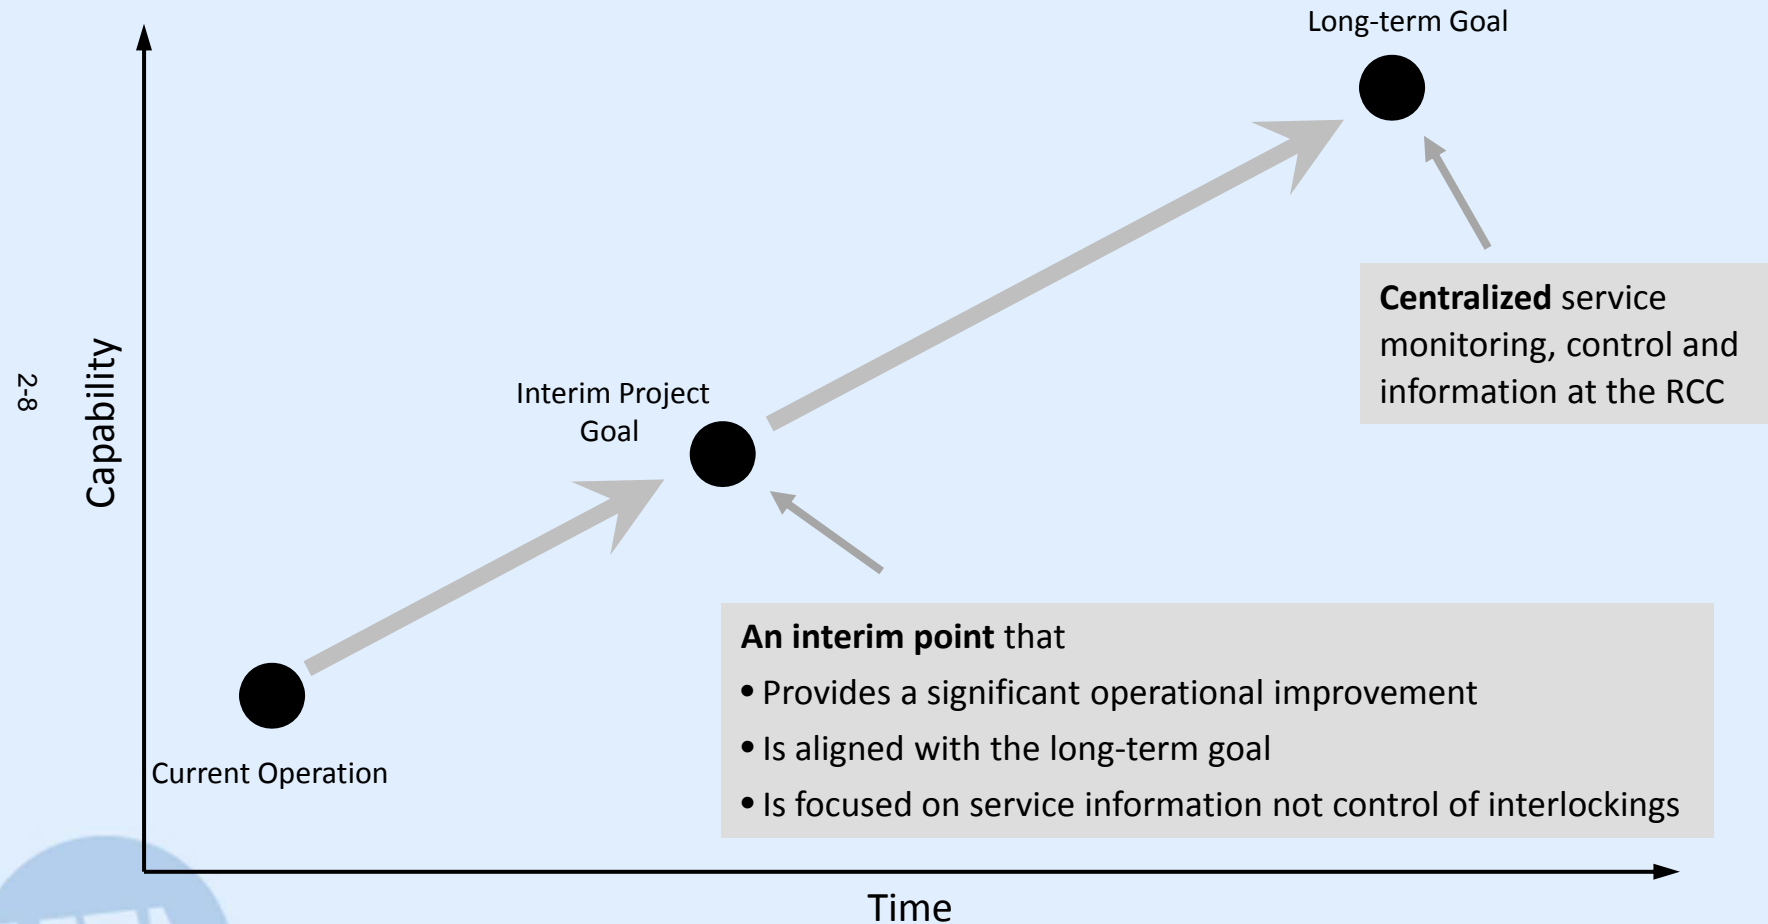 Long-term Goal
Centralized service
monitoring, control and
information at the RCC
Interim Project
Goal
Capability
2-8
An interim point that
• Provides a significant operational improvement
• Is aligned with the long-term goal
• Is focused on service information not control of interlockings
Current Operation
Time